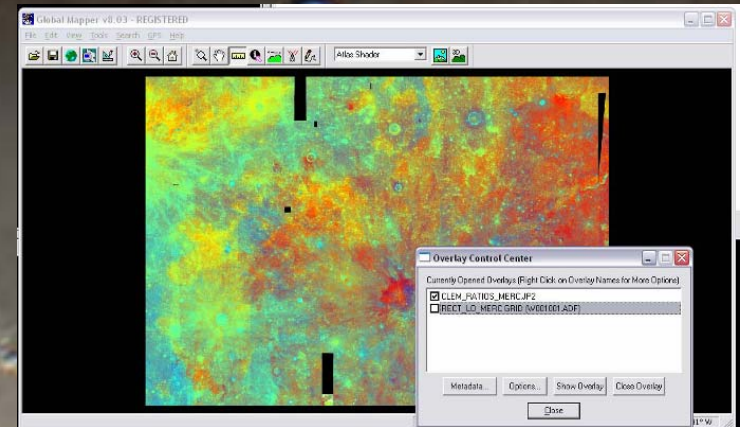 Global Mapper v8.03 - REGISTERED
File Edit View Tools Search GPS Help
Atlas Shader
Overlay Control Center
Currently Opened Overlays (Right Click on Overlay Names for More Options)
CLEM_RATIOS_MERC.JP2
RECT_LO_MERC GRID (W001001.ADF)
Metadata... Options... Show Overlay Close Overlay
Close